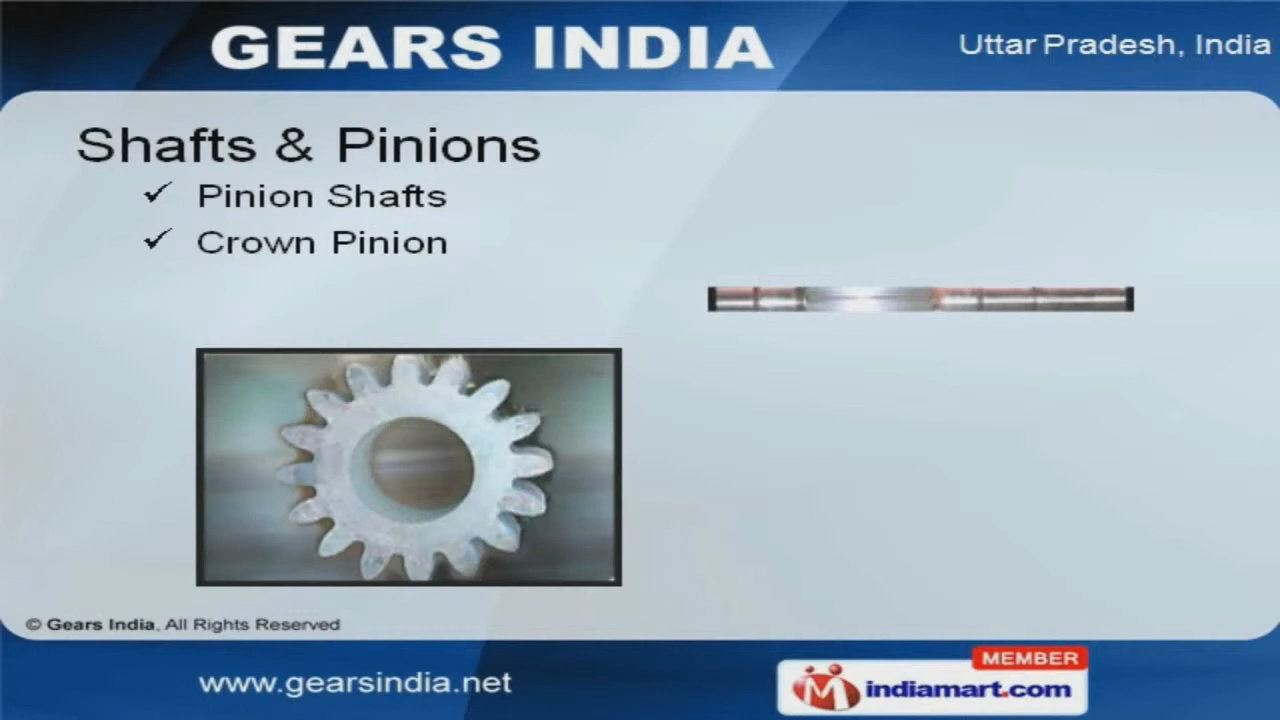 GEARS INDIA
Uttar Pradesh, India
Shafts & Pinions
✓ Pinion Shafts
✓ Crown Pinion
© Gears India, All Rights Reserved
www.gearsindia.net
MEMBER
indiamart.com